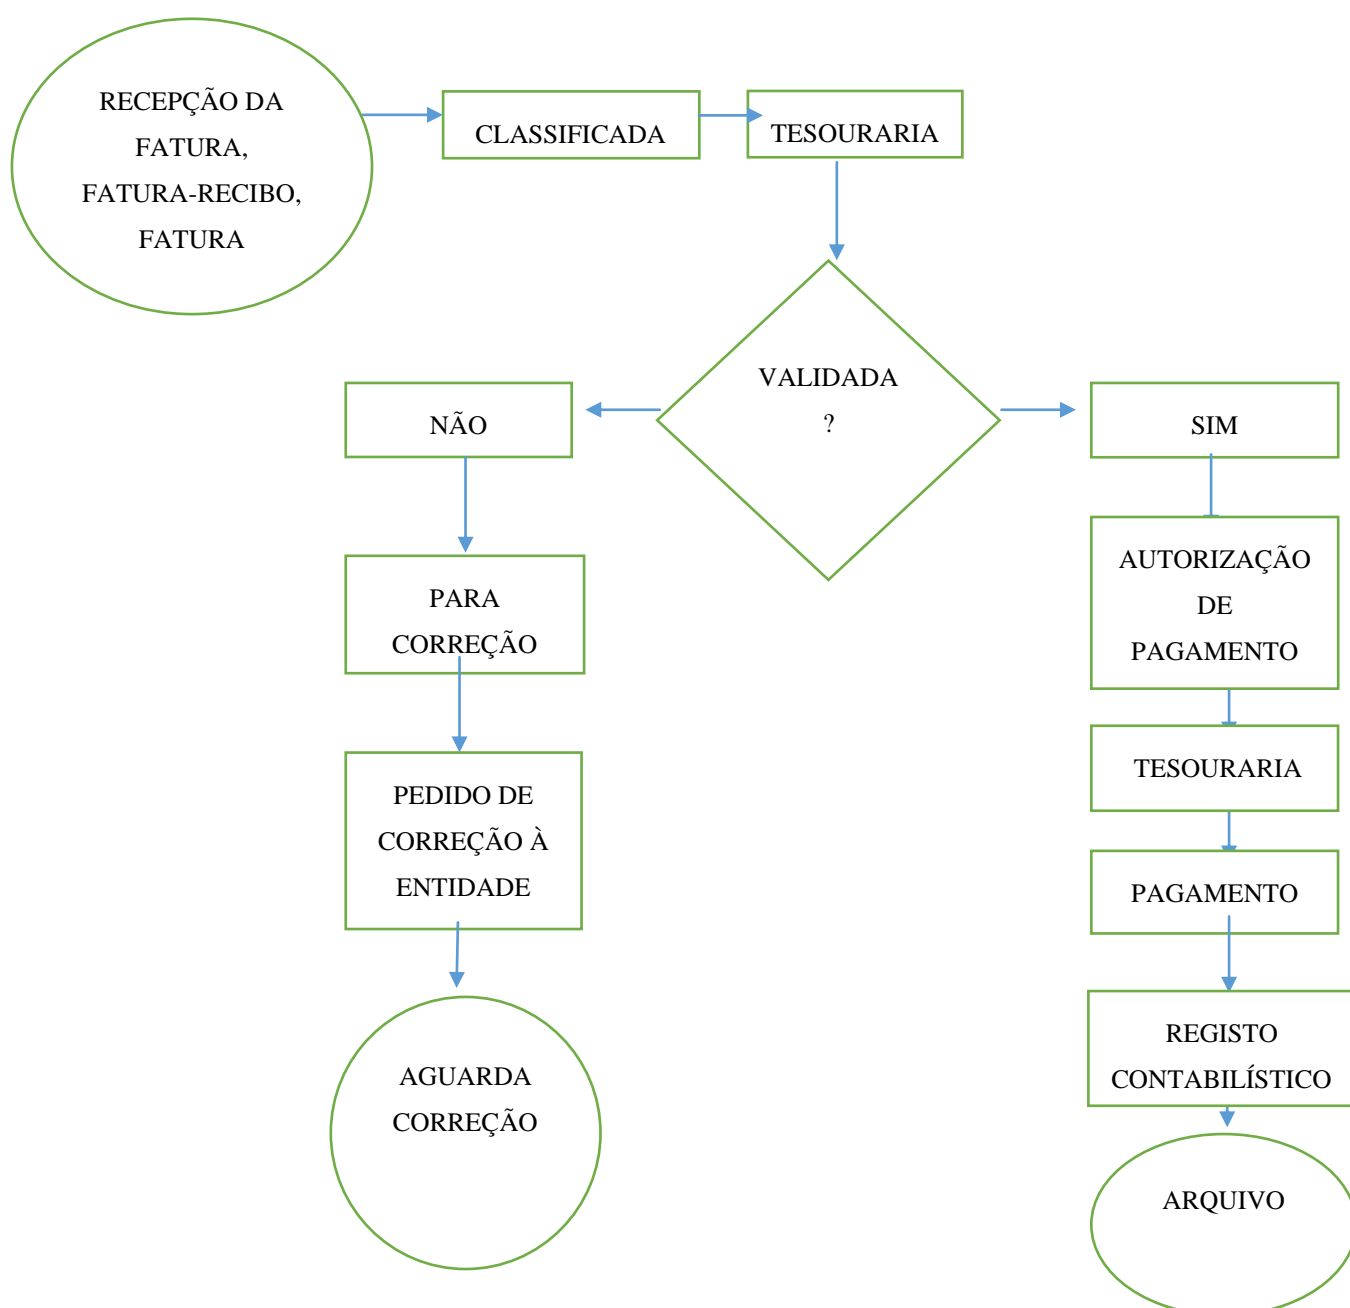 RECEPÇÃO DA
FATURA,
FATURA-RECIBO,
FATURA
CLASSIFICADA
TESOURARIA
VALIDADA
?
NÃO
SIM
PARA
CORREÇÃO
PEDIDO DE
CORREÇÃO À
ENTIDADE
AGUARDA
CORREÇÃO
AUTORIZAÇÃO
DE
PAGAMENTO
TESOURARIA
PAGAMENTO
REGISTO
CONTABILÍSTICO
ARQUIVO